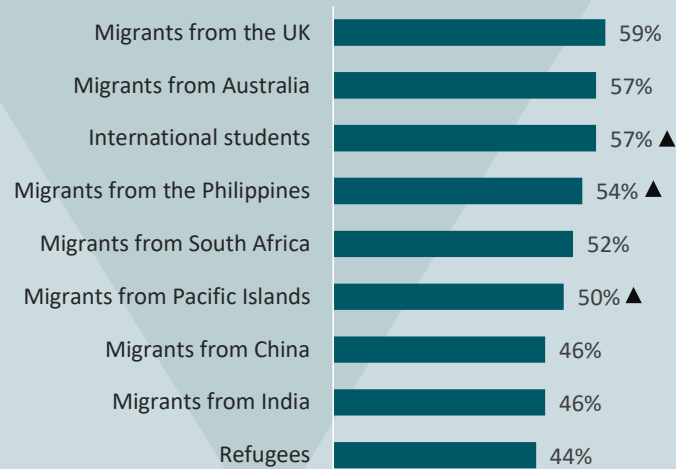 Migrants from the UK 59%
Migrants from Australia 57%
International students 57% ▲
Migrants from the Philippines 54% ▲
Migrants from South Africa 52%
Migrants from Pacific Islands 50% ▲
Migrants from China 46%
Migrants from India 46%
Refugees 44%